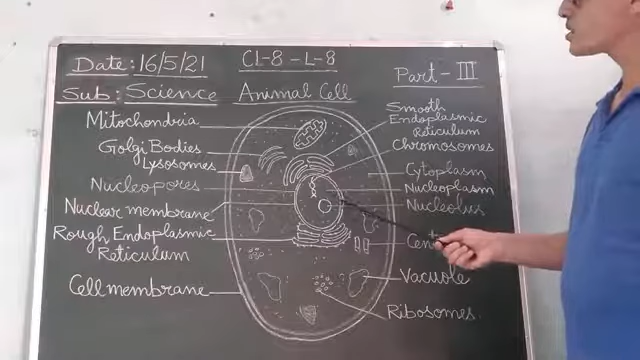 Date: 16/5/21
Cl-8 - L-8
Part - III
Sub: Science
Animal Cell
Mitochondria
Golgi Bodies
Lysosomes
Nucleopores
Nuclear membrane
Rough Endoplasmic
Reticulum
Cell membrane
Smooth
Endoplasmic
Reticulum
Chromosomes
Cytoplasm
Nucleoplasm
Nucleolus
Vacuole
Ribosomes